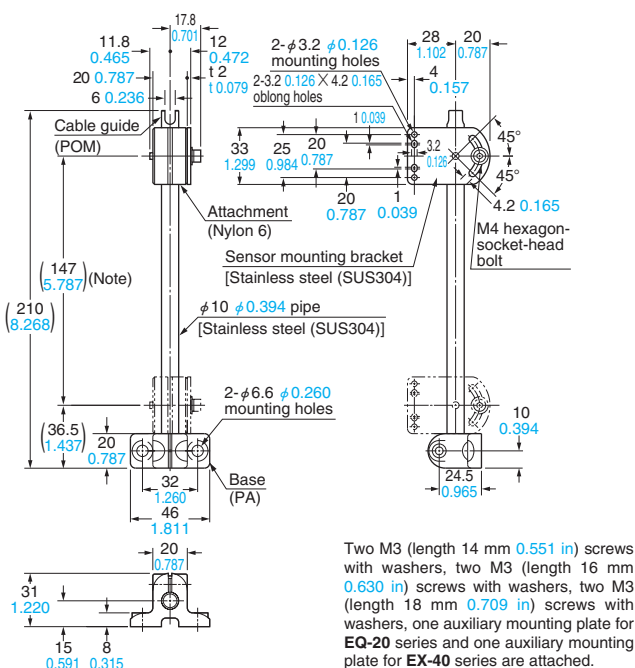 17.8
0.701
11.8
0.465
12
0.472
20 0.787
t 2
t 0.079
6 0.236
Cable guide
(POM)
2-φ3.2 φ0.126
mounting holes
2-3.2 0.126 × 4.2 0.165
oblong holes
28
1.102
20
0.787
4
0.157
1 0.039
33
1.299
25
0.984
20
0.787
3.2
0.126
45°
45°
20
0.787
1
0.039
4.2 0.165
M4 hexagon-
socket-head
bolt
Attachment
(Nylon 6)
Sensor mounting bracket
[Stainless steel (SUS304)]
(147
5.787) (Note)
(210
8.268)
φ10 φ0.394 pipe
[Stainless steel (SUS304)]
2-φ6.6 φ0.260
mounting holes
(36.5
1.437)
20
0.787
10
0.394
32
1.260
Base
(PA)
24.5
0.965
46
1.811
20
0.787
31
1.220
15
0.591
8
0.315
Two M3 (length 14 mm 0.551 in) screws
with washers, two M3 (length 16 mm
0.630 in) screws with washers, two M3
(length 18 mm 0.709 in) screws with
washers, one auxiliary mounting plate for
EQ-20 series and one auxiliary mounting
plate for EX-40 series are attached.